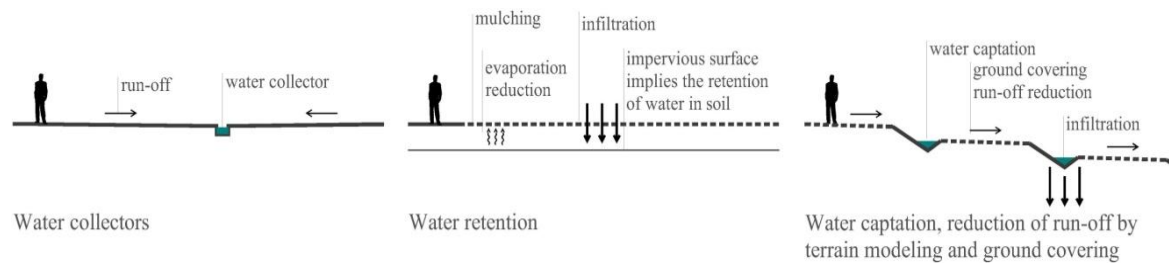 run-off
water collector
Water collectors
mulching
infiltration
evaporation
reduction
impervious surface
implies the retention
of water in soil
Water retention
water captation
ground covering
run-off reduction
infiltration
Water captation, reduction of run-off by
terrain modeling and ground covering